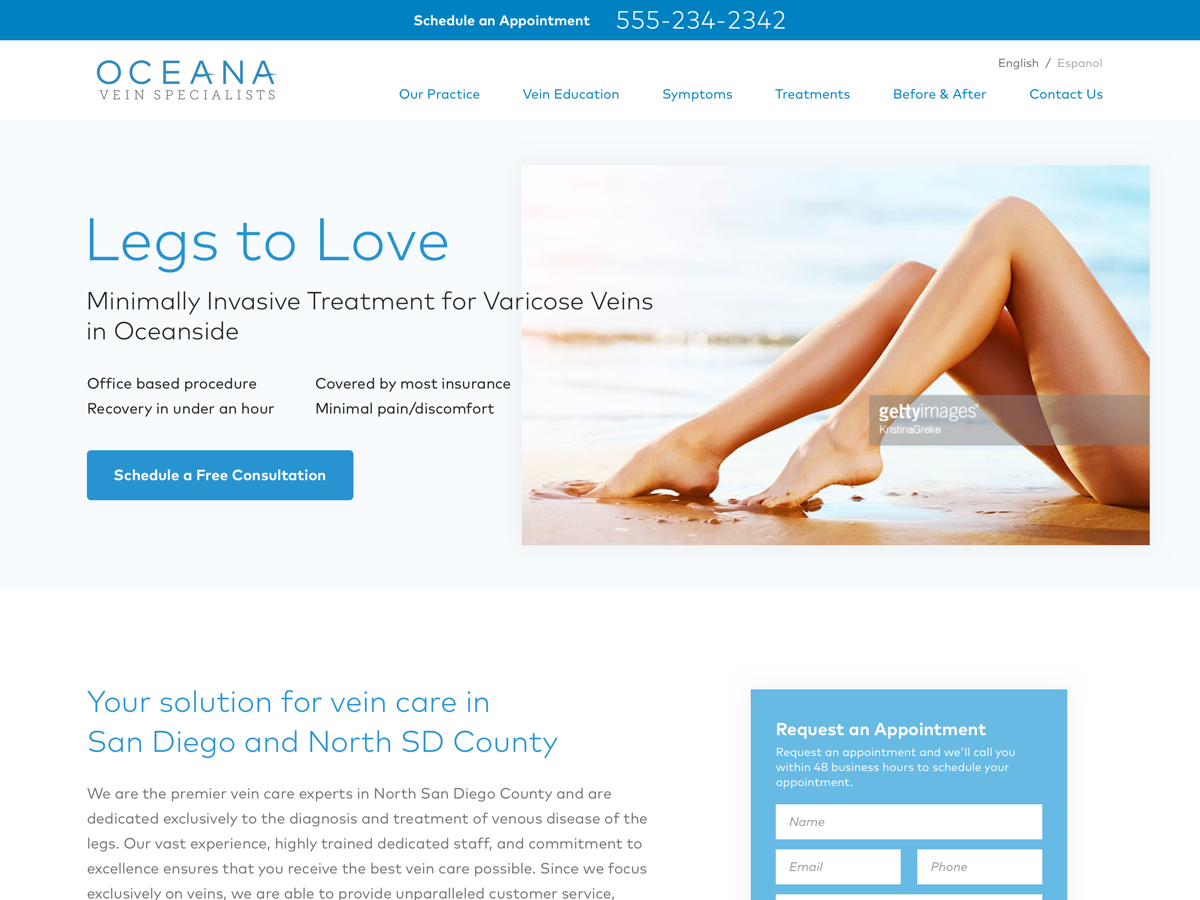 Schedule an Appointment 555-234-2342
OCEANA
VEIN SPECIALISTS
English / Espanol
Our Practice Vein Education Symptoms Treatments Before & After Contact Us
Legs to Love
Minimally Invasive Treatment for Varicose Veins
in Oceanside
Office based procedure Covered by most insurance
Recovery in under an hour Minimal pain/discomfort
Schedule a Free Consultation
gettyimages®
KristinaGreke
Your solution for vein care in
San Diego and North SD County
We are the premier vein care experts in North San Diego County and are
dedicated exclusively to the diagnosis and treatment of venous disease of the
legs. Our vast experience, highly trained dedicated staff, and commitment to
excellence ensures that you receive the best vein care possible. Since we focus
exclusively on veins, we are able to provide unparalleled customer service,
Request an Appointment
Request an appointment and we'll call you
within 48 business hours to schedule your
appointment.
Name
Email Phone